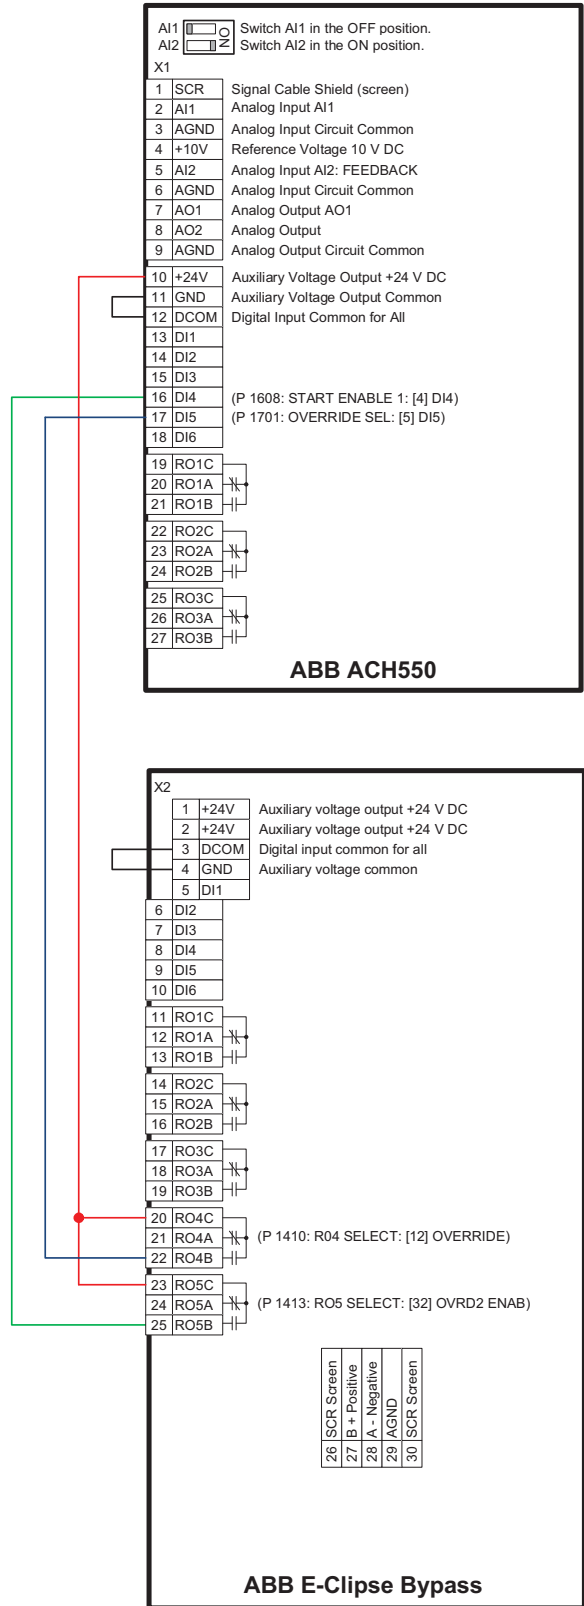 AI1 Switch AI1 in the OFF position.
AI2 ON Switch AI2 in the ON position.
X1
1 SCR Signal Cable Shield (screen)
2 AI1 Analog Input AI1
3 AGND Analog Input Circuit Common
4 +10V Reference Voltage 10 V DC
5 AI2 Analog Input AI2: FEEDBACK
6 AGND Analog Input Circuit Common
7 AO1 Analog Output AO1
8 AO2 Analog Output
9 AGND Analog Output Circuit Common
10 +24V Auxiliary Voltage Output +24 V DC
11 GND Auxiliary Voltage Output Common
12 DCOM Digital Input Common for All
13 DI1
14 DI2
15 DI3
16 DI4 (P 1608: START ENABLE 1: [4] DI4)
17 DI5 (P 1701: OVERRIDE SEL: [5] DI5)
18 DI6
19 RO1C
20 RO1A
21 RO1B
22 RO2C
23 RO2A
24 RO2B
25 RO3C
26 RO3A
27 RO3B
ABB ACH550
X2
1 +24V Auxiliary voltage output +24 V DC
2 +24V Auxiliary voltage output +24 V DC
3 DCOM Digital input common for all
4 GND Auxiliary voltage common
5 DI1
6 DI2
7 DI3
8 DI4
9 DI5
10 DI6
11 RO1C
12 RO1A
13 RO1B
14 RO2C
15 RO2A
16 RO2B
17 RO3C
18 RO3A
19 RO3B
20 RO4C
21 RO4A (P 1410: R04 SELECT: [12] OVERRIDE)
22 RO4B
23 RO5C
24 RO5A (P 1413: RO5 SELECT: [32] OVRD2 ENAB)
25 RO5B
26 SCR Screen
27 B + Positive
28 A - Negative
29 AGND
30 SCR Screen
ABB E-Clipse Bypass